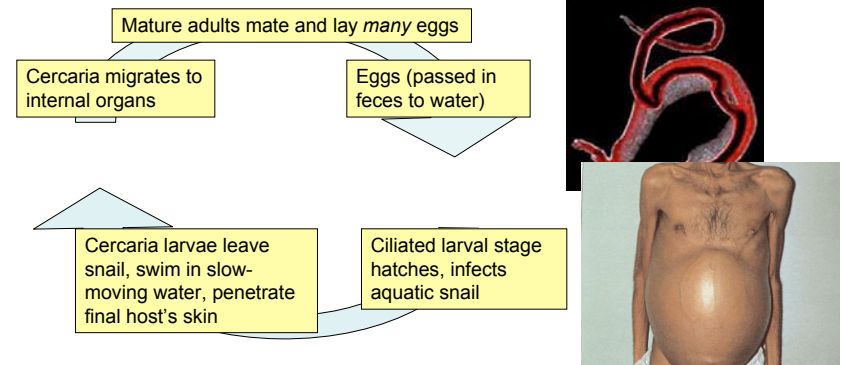 Mature adults mate and lay many eggs
Cercaria migrates to
internal organs
Eggs (passed in
feces to water)
Cercaria larvae leave
snail, swim in slow-
moving water, penetrate
final host's skin
Ciliated larval stage
hatches, infects
aquatic snail